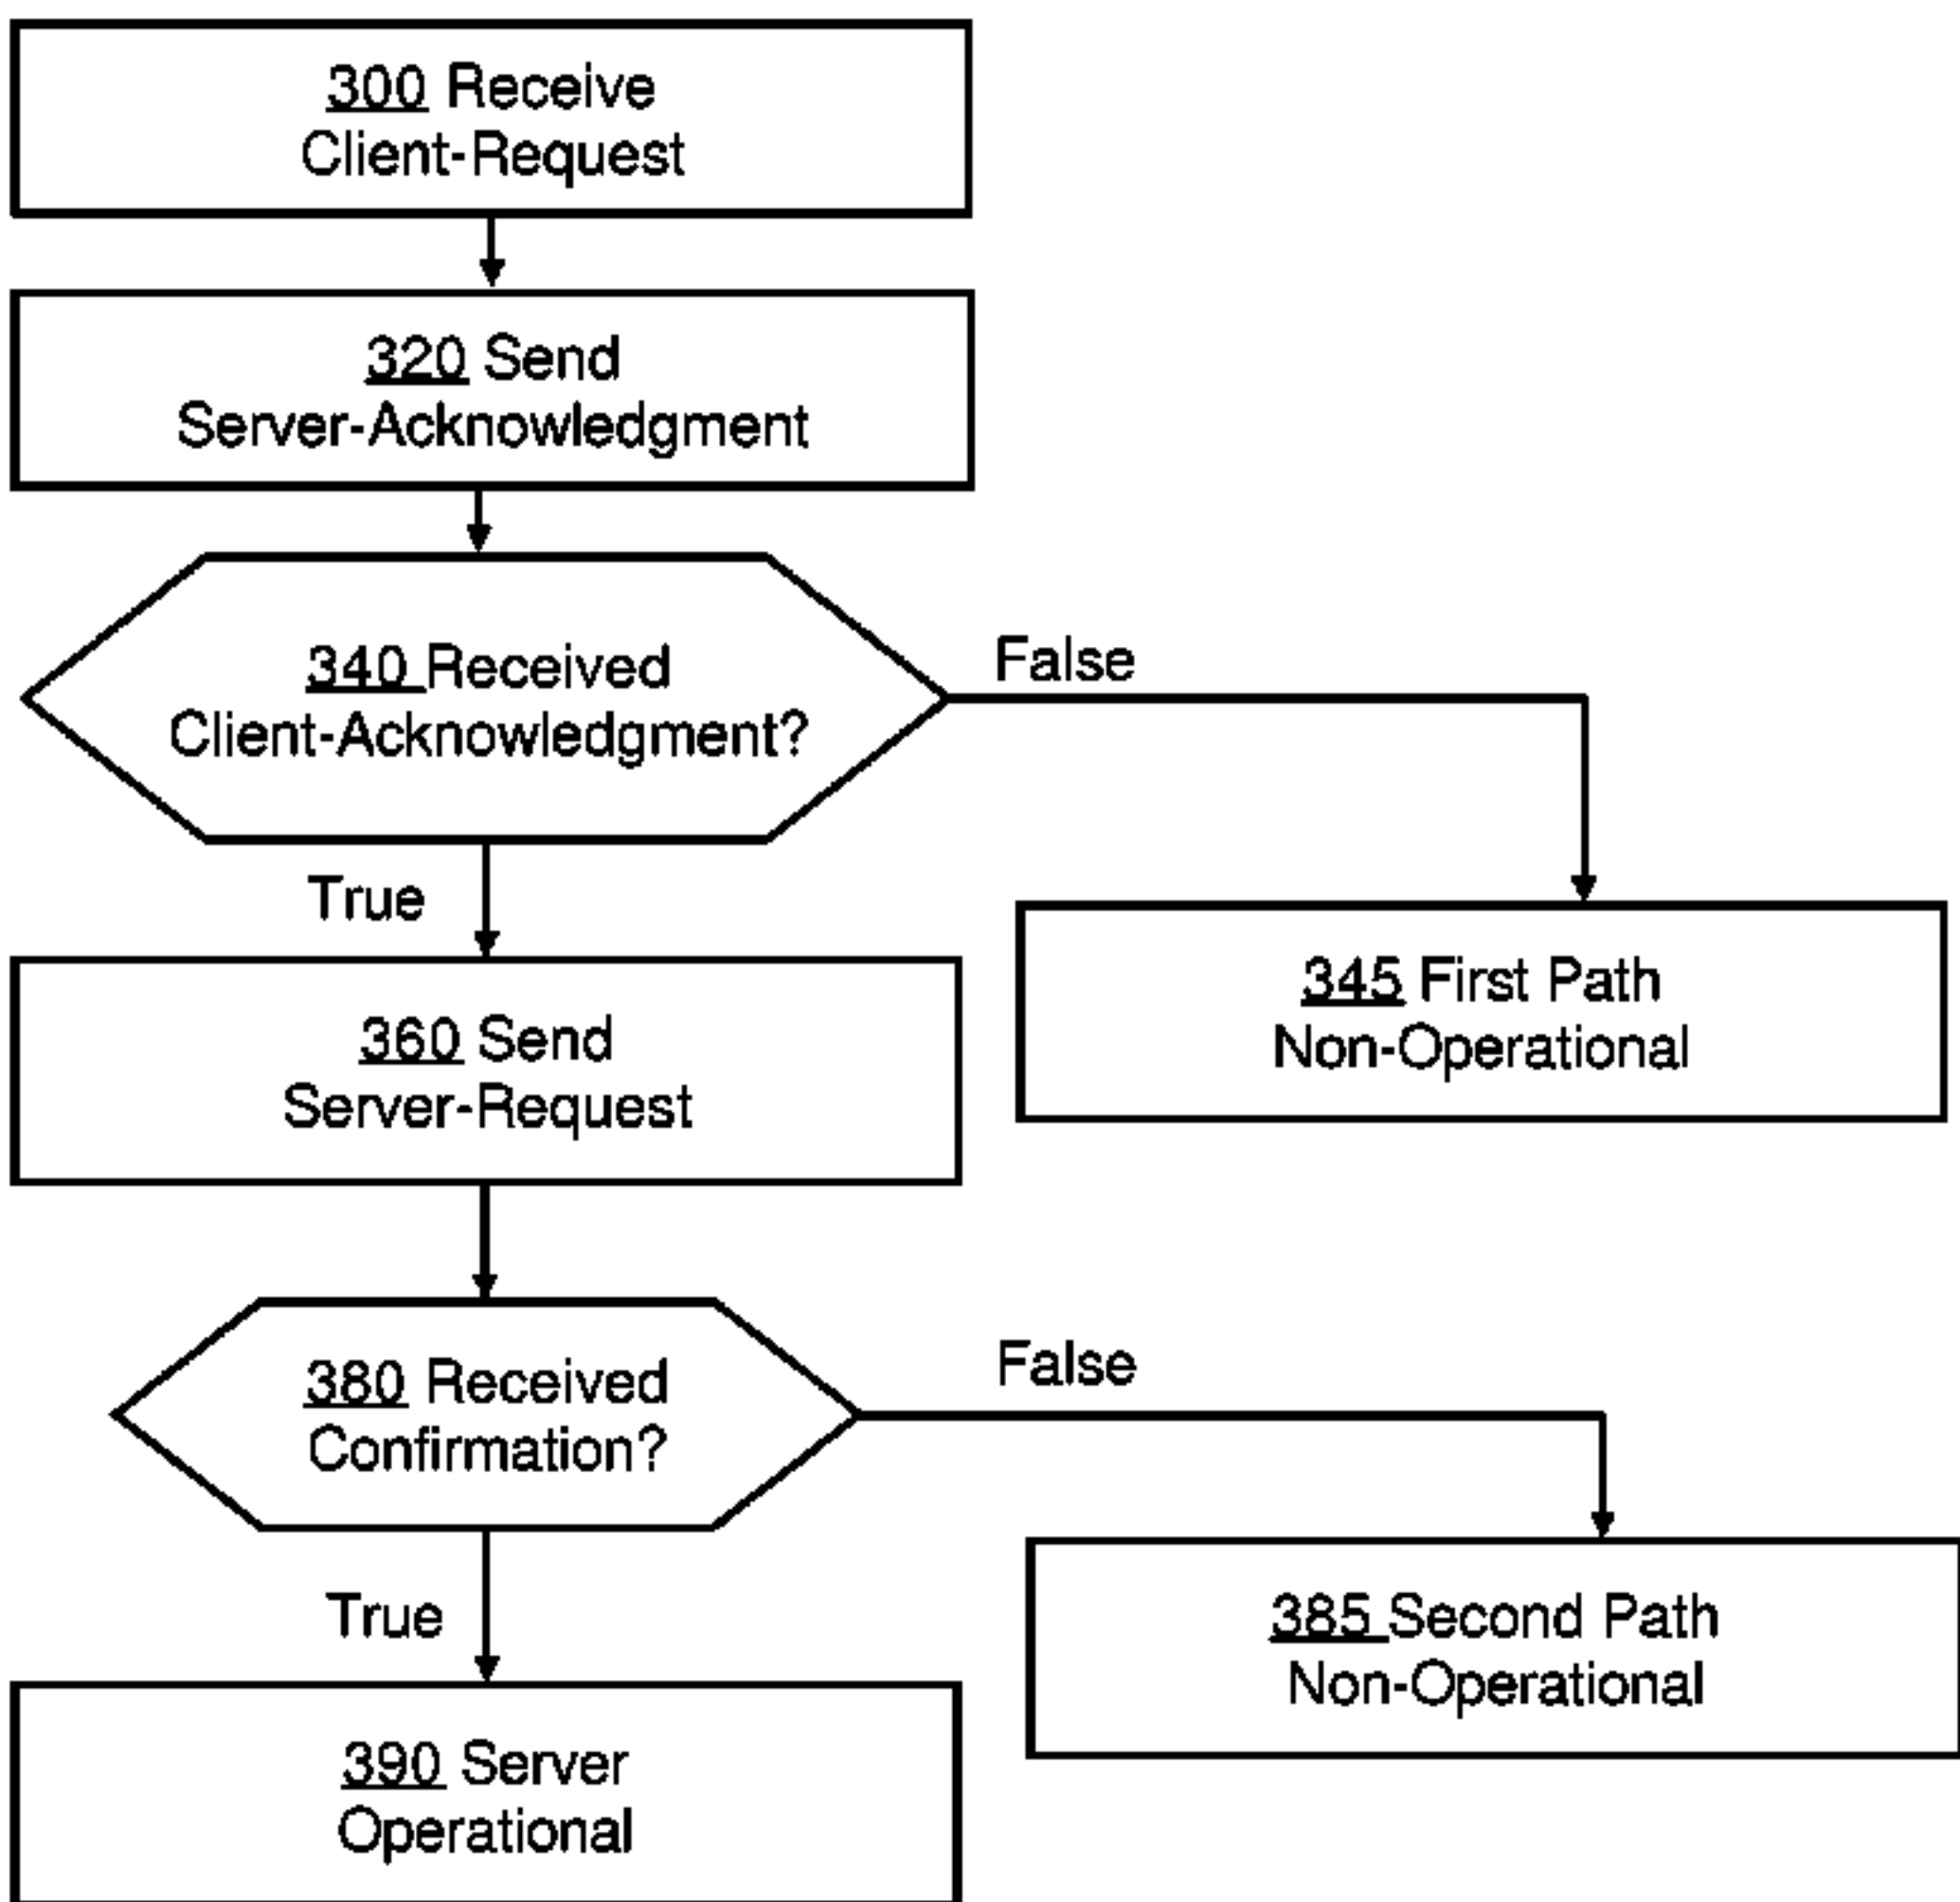 300 Receive
Client-Request
320 Send
Server-Acknowledgment
340 Received
Client-Acknowledgment?
False
True
345 First Path
Non-Operational
360 Send
Server-Request
380 Received
Confirmation?
False
True
385 Second Path
Non-Operational
390 Server
Operational